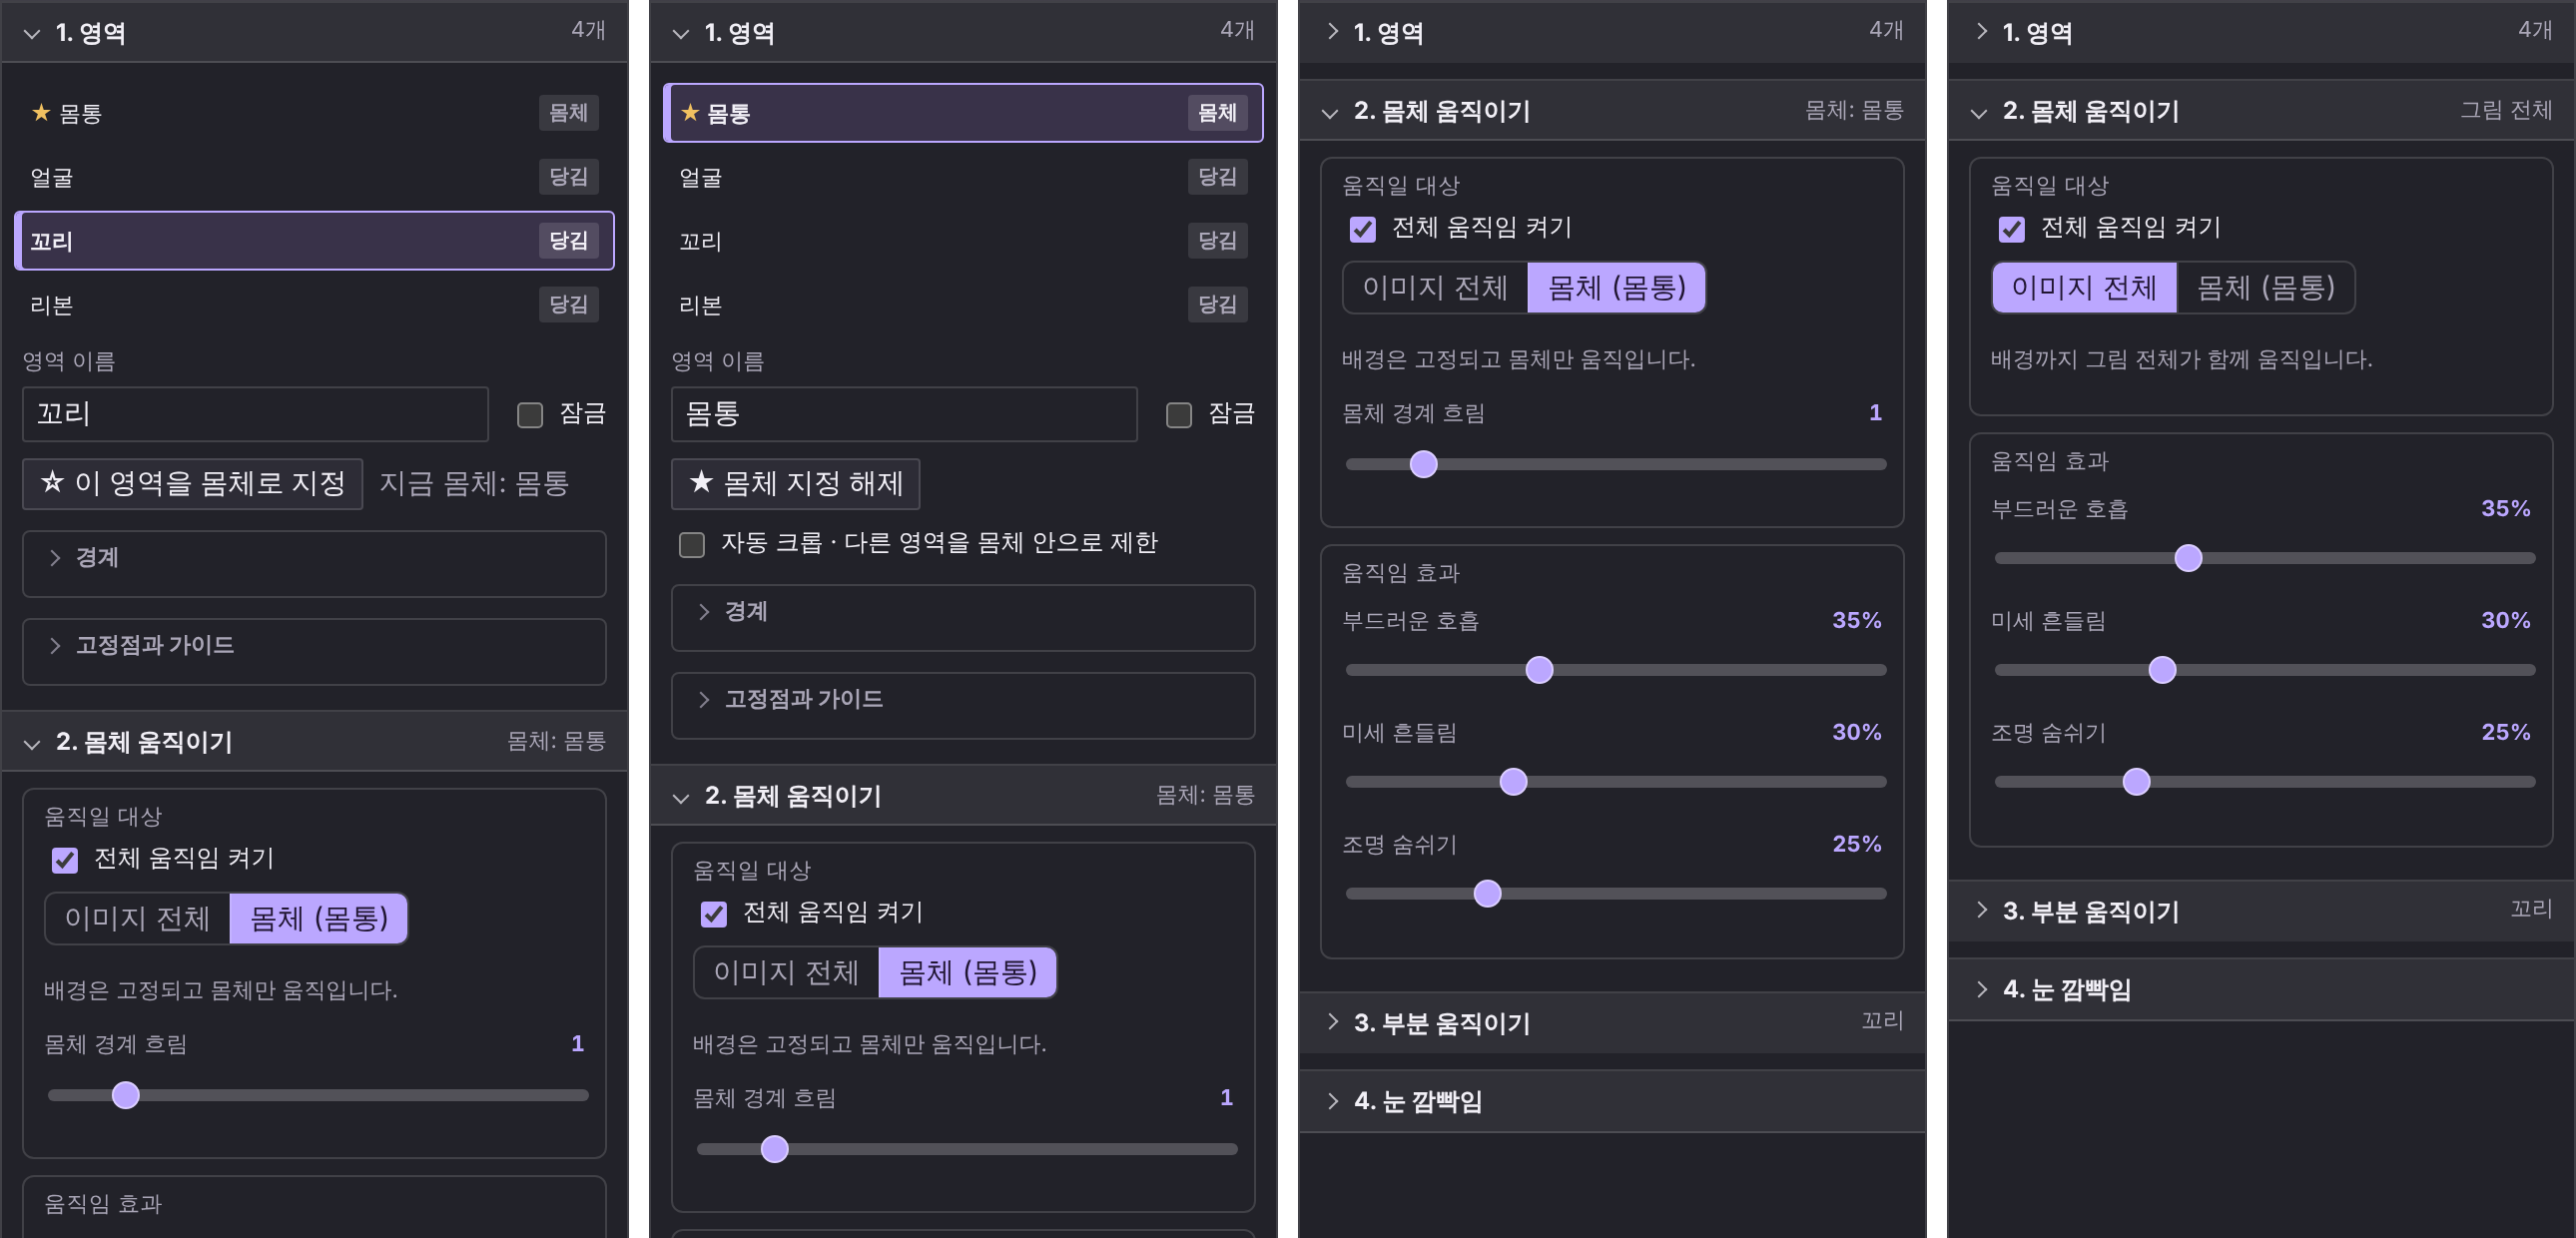 1. 영역 4개
★ 몸통 몸체
얼굴 당김
꼬리 당김
리본 당김
영역 이름
꼬리 잠금
☆ 이 영역을 몸체로 지정 지금 몸체: 몸통
경계
고정점과 가이드
2. 몸체 움직이기 몸체: 몸통
움직일 대상
전체 움직임 켜기
이미지 전체 몸체 (몸통)
배경은 고정되고 몸체만 움직입니다.
몸체 경계 흐림 1
움직임 효과
1. 영역 4개
★ 몸통 몸체
얼굴 당김
꼬리 당김
리본 당김
영역 이름
몸통 잠금
★ 몸체 지정 해제
자동 크롭 · 다른 영역을 몸체 안으로 제한
경계
고정점과 가이드
2. 몸체 움직이기 몸체: 몸통
움직일 대상
전체 움직임 켜기
이미지 전체 몸체 (몸통)
배경은 고정되고 몸체만 움직입니다.
몸체 경계 흐림 1
1. 영역 4개
2. 몸체 움직이기 몸체: 몸통
움직일 대상
전체 움직임 켜기
이미지 전체 몸체 (몸통)
배경은 고정되고 몸체만 움직입니다.
몸체 경계 흐림 1
움직임 효과
부드러운 호흡 35%
미세 흔들림 30%
조명 숨쉬기 25%
3. 부분 움직이기 꼬리
4. 눈 깜빡임
1. 영역 4개
2. 몸체 움직이기 그림 전체
움직일 대상
전체 움직임 켜기
이미지 전체 몸체 (몸통)
배경까지 그림 전체가 함께 움직입니다.
움직임 효과
부드러운 호흡 35%
미세 흔들림 30%
조명 숨쉬기 25%
3. 부분 움직이기 꼬리
4. 눈 깜빡임